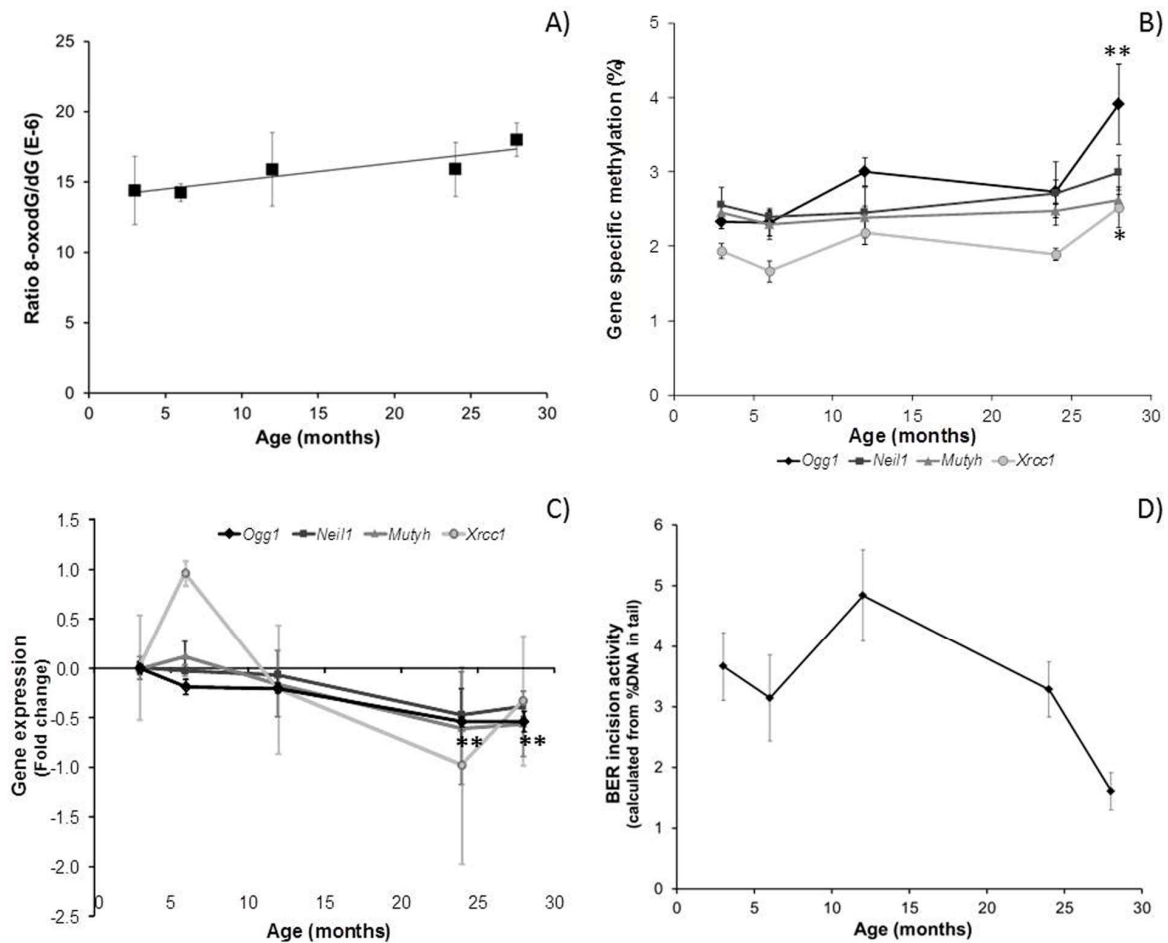 A)
25
20
15
10
5
0
0 5 10 15 20 25 30
Ratio 8-oxodG/dG (E-6)
Age (months)
B)
5
4
3
2
1
0
0 5 10 15 20 25 30
Gene specific methylation (%)
**
*
Age (months)
Ogg1 Neil1 Mutyh Xrcc1
C)
1.5
1.0
0.5
0.0
-0.5
-1.0
-1.5
-2.0
-2.5
0 5 10 15 20 25 30
Ogg1 Neil1 Mutyh Xrcc1
Gene expression
(Fold change)
** **
Age (months)
D)
6
5
4
3
2
1
0
0 5 10 15 20 25 30
BER incision activity
(calculated from %DNA in tail)
Age (months)